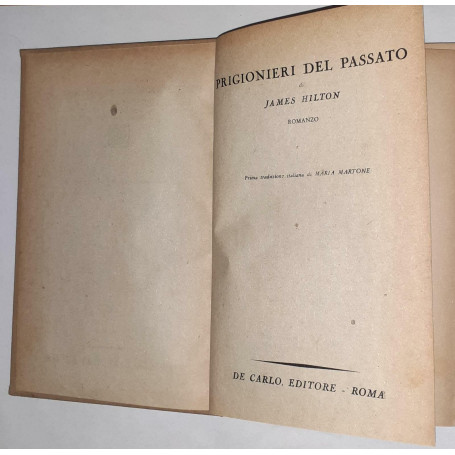 PRIGIONIERI DEL PASSATO
di
JAMES HILTON
ROMANZO
Prima traduzione italiana di MARIA MARTONE
DE CARLO, EDITORE - ROMA